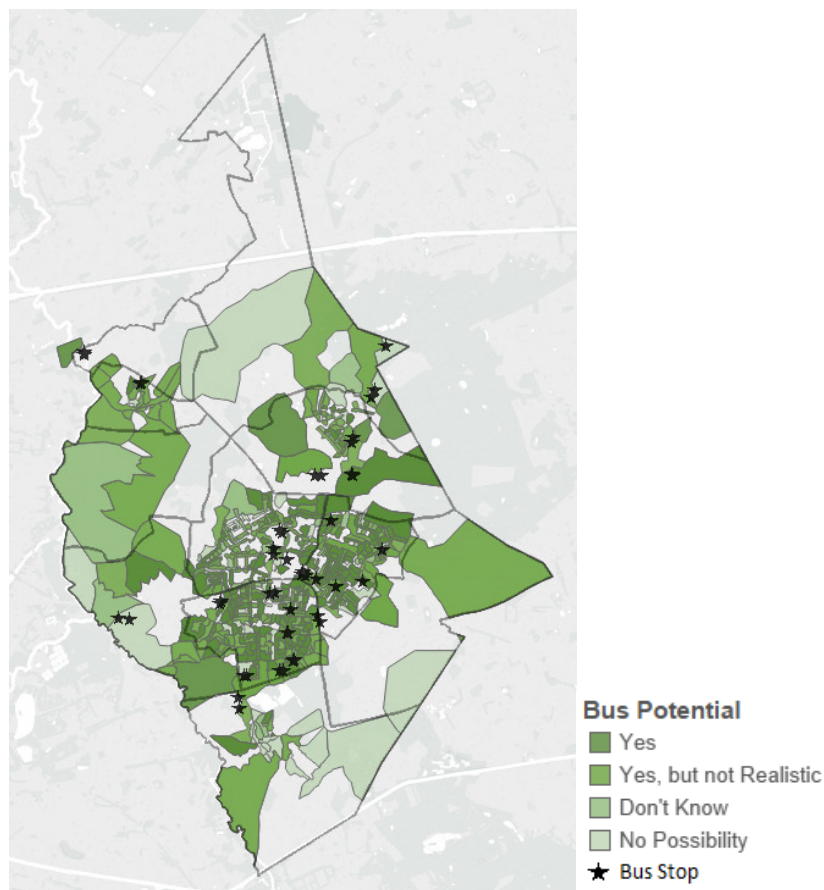 Bus Potential
Yes
Yes, but not Realistic
Don't Know
No Possibility
Bus Stop